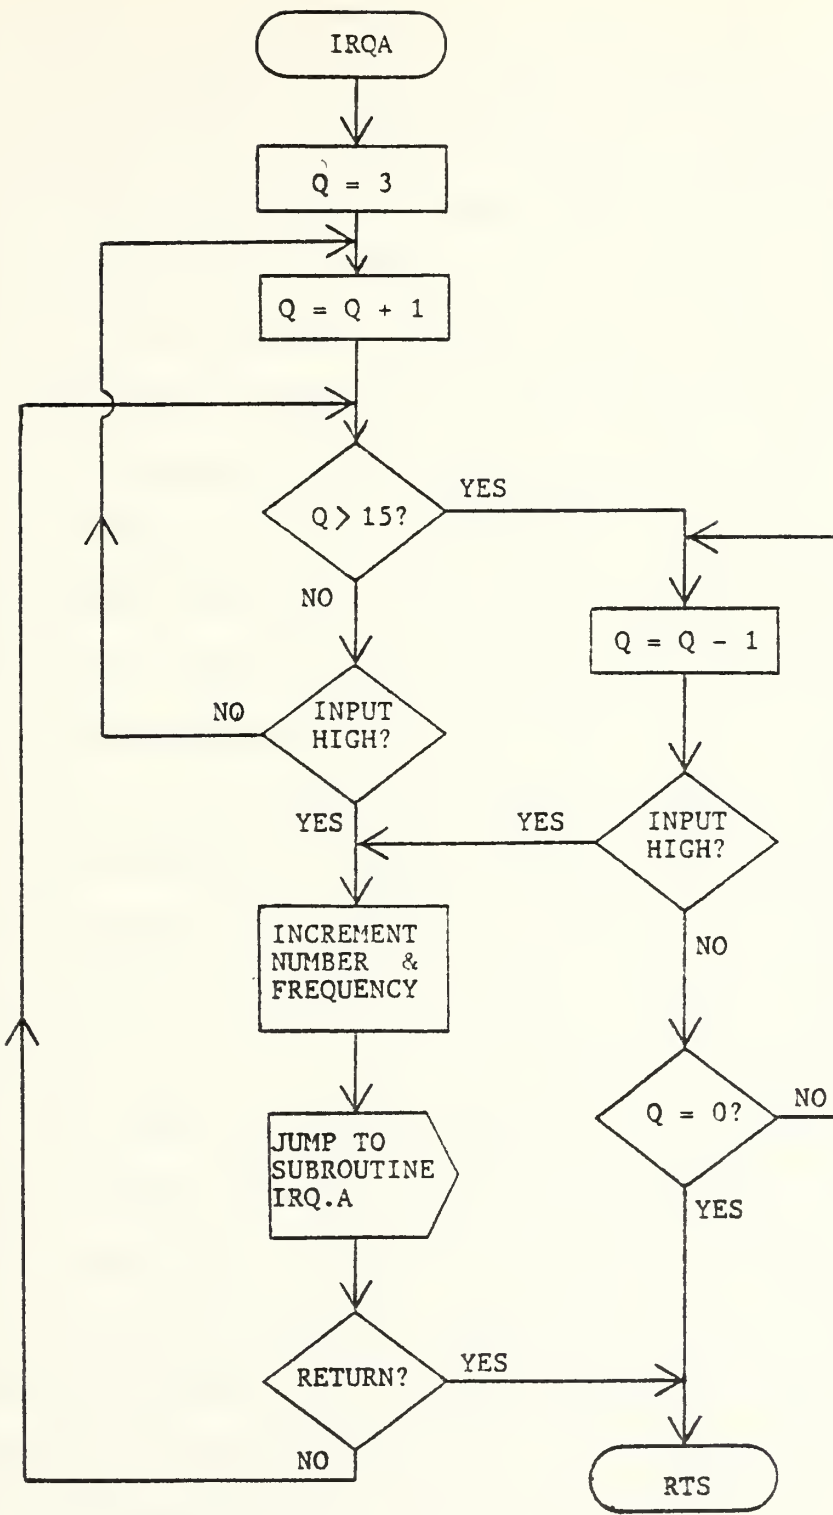 IRQA
Q = 3
Q = Q + 1
Q > 15?
YES
NO
Q = Q - 1
INPUT
HIGH?
NO
YES
INPUT
HIGH?
YES
NO
INCREMENT
NUMBER &
FREQUENCY
Q = 0?
NO
YES
JUMP TO
SUBROUTINE
IRQ.A
RETURN?
YES
NO
RTS